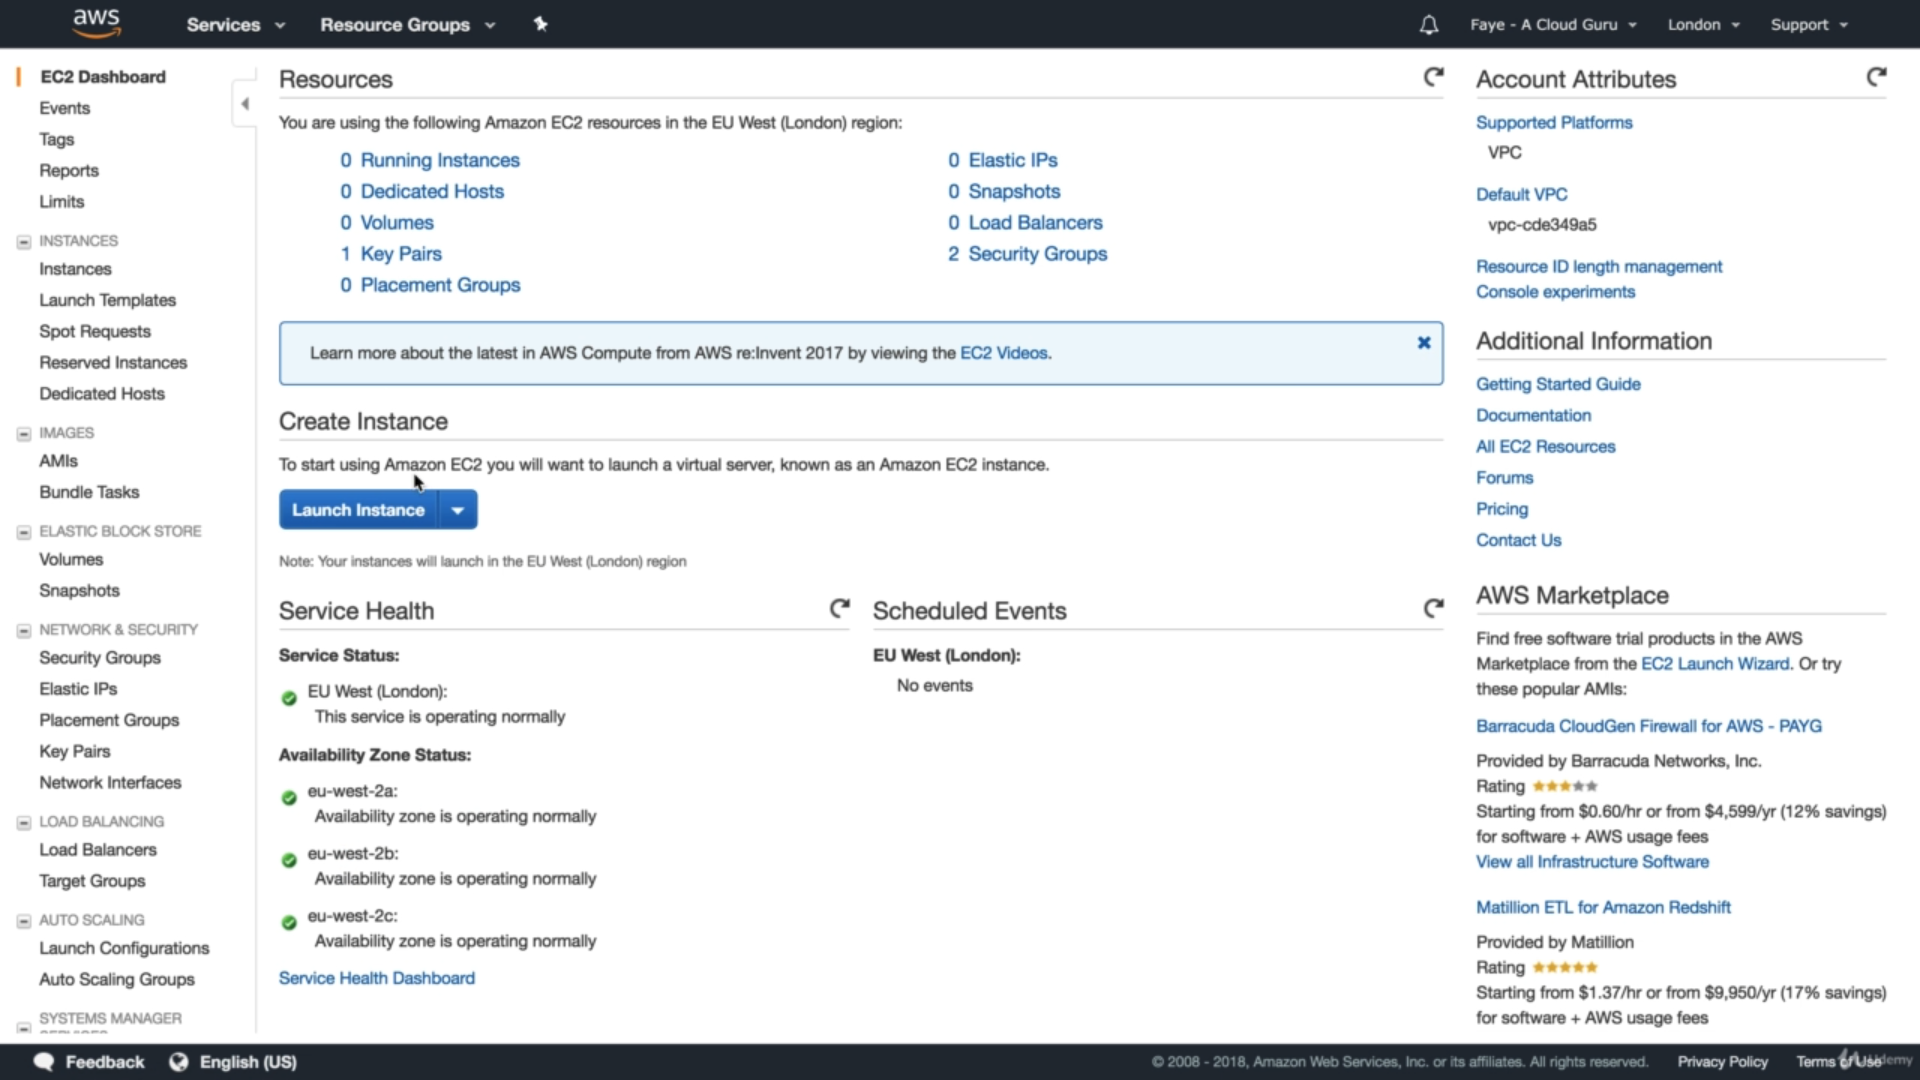 aws
Services
Resource Groups
Faye - A Cloud Guru
London
Support
EC2 Dashboard
Events
Tags
Reports
Limits
INSTANCES
Instances
Launch Templates
Spot Requests
Reserved Instances
Dedicated Hosts
IMAGES
AMIs
Bundle Tasks
ELASTIC BLOCK STORE
Volumes
Snapshots
NETWORK & SECURITY
Security Groups
Elastic IPs
Placement Groups
Key Pairs
Network Interfaces
LOAD BALANCING
Load Balancers
Target Groups
AUTO SCALING
Launch Configurations
Auto Scaling Groups
SYSTEMS MANAGER
Resources
You are using the following Amazon EC2 resources in the EU West (London) region:
0 Running Instances
0 Dedicated Hosts
0 Volumes
1 Key Pairs
0 Placement Groups
0 Elastic IPs
0 Snapshots
0 Load Balancers
2 Security Groups
Learn more about the latest in AWS Compute from AWS re:Invent 2017 by viewing the EC2 Videos.
Create Instance
To start using Amazon EC2 you will want to launch a virtual server, known as an Amazon EC2 instance.
Launch Instance
Note: Your instances will launch in the EU West (London) region
Service Health
Service Status:
EU West (London):
This service is operating normally
Availability Zone Status:
eu-west-2a:
Availability zone is operating normally
eu-west-2b:
Availability zone is operating normally
eu-west-2c:
Availability zone is operating normally
Service Health Dashboard
Scheduled Events
EU West (London):
No events
Account Attributes
Supported Platforms
VPC
Default VPC
vpc-cde349a5
Resource ID length management
Console experiments
Additional Information
Getting Started Guide
Documentation
All EC2 Resources
Forums
Pricing
Contact Us
AWS Marketplace
Find free software trial products in the AWS
Marketplace from the EC2 Launch Wizard. Or try
these popular AMIs:
Barracuda CloudGen Firewall for AWS - PAYG
Provided by Barracuda Networks, Inc.
Rating
Starting from $0.60/hr or from $4,599/yr (12% savings)
for software + AWS usage fees
View all Infrastructure Software
Matillion ETL for Amazon Redshift
Provided by Matillion
Rating
Starting from $1.37/hr or from $9,950/yr (17% savings)
for software + AWS usage fees
Feedback
English (US)
© 2008 - 2018, Amazon Web Services, Inc. or its affiliates. All rights reserved.
Privacy Policy
Terms of Use